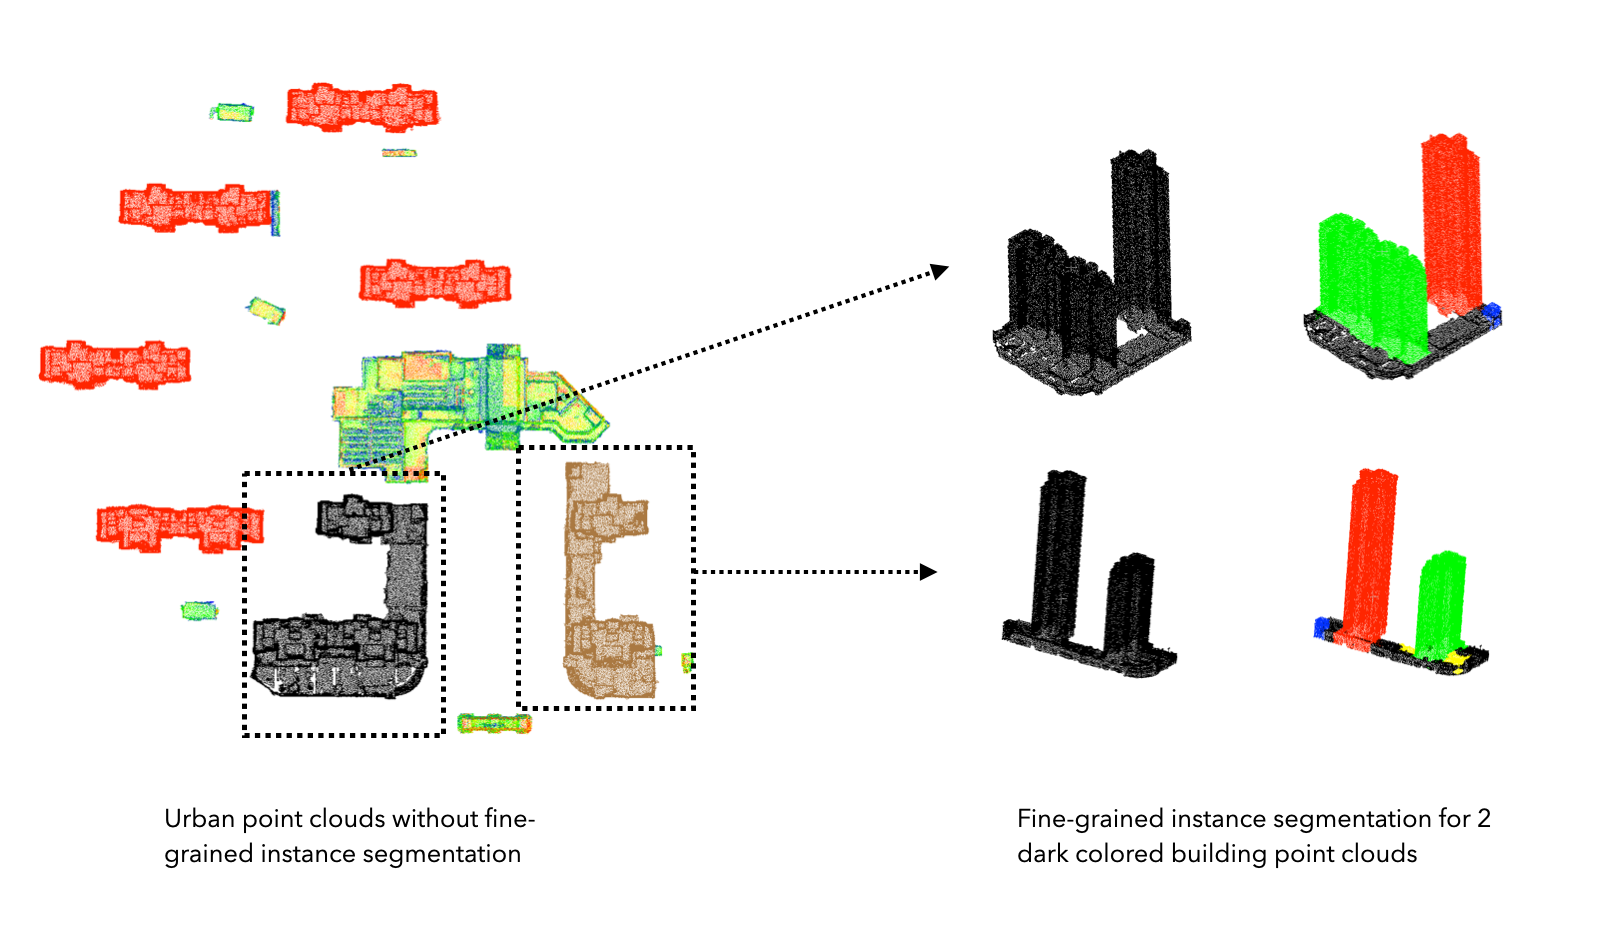 Urban point clouds without fine-
grained instance segmentation
Fine-grained instance segmentation for 2
dark colored building point clouds